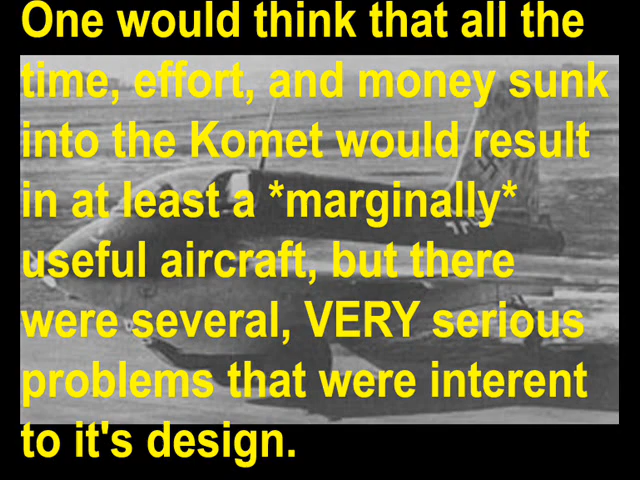 One would think that all the
time, effort, and money sunk
into the Komet would result
in at least a *marginally*
useful aircraft, but there
were several, VERY serious
problems that were interent
to it's design.